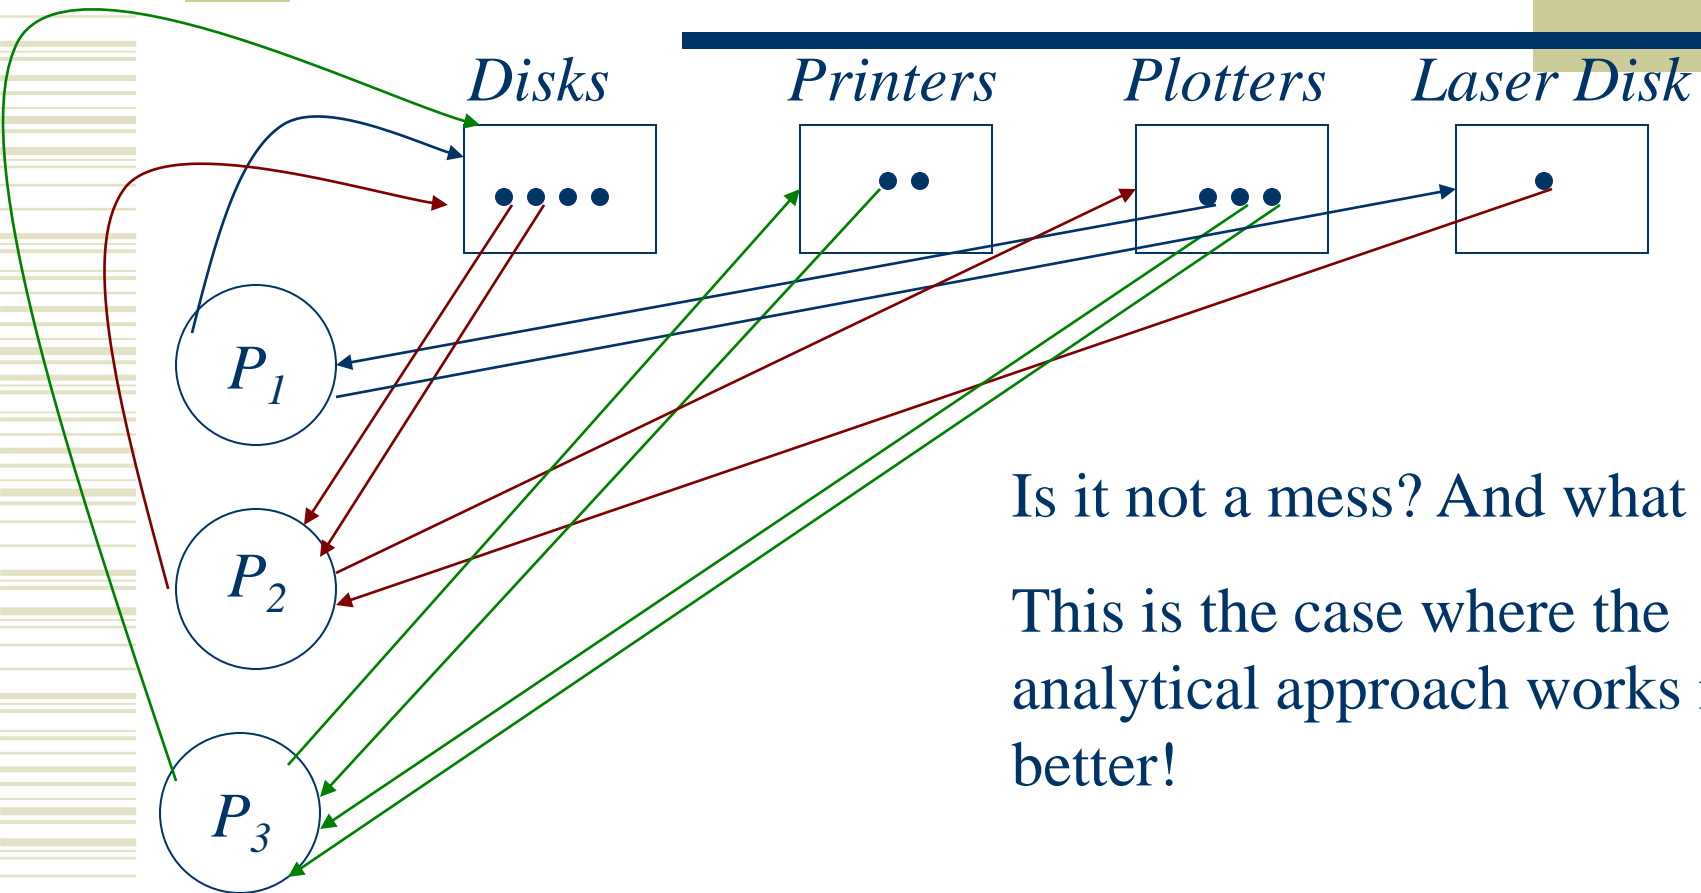 Disks Printers Plotters Laser Disk
P1
P2
P3
Is it not a mess? And what
This is the case where the
analytical approach works
better!